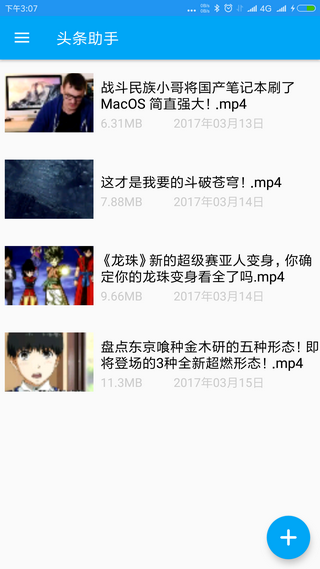 下午3:07
4G
头条助手
战斗民族小哥将国产笔记本刷了
MacOS 简直强大！.mp4
6.31MB 2017年03月13日
这才是我要的斗破苍穹！.mp4
7.88MB 2017年03月14日
《龙珠》新的超级赛亚人变身，你确
定你的龙珠变身看全了吗.mp4
9.66MB 2017年03月14日
盘点东京喰种金木研的五种形态！即
将登场的3种全新超燃形态！.mp4
11.3MB 2017年03月15日